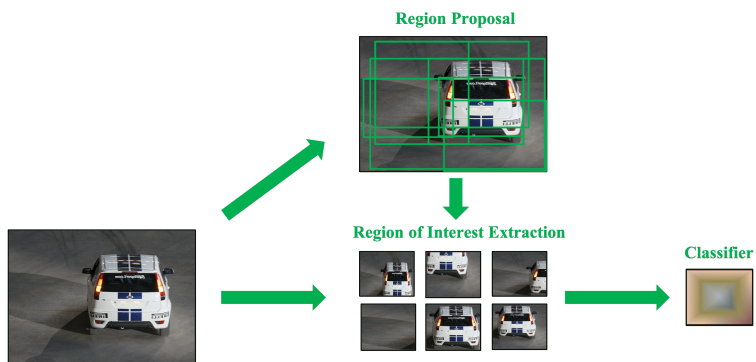 Region Proposal
Region of Interest Extraction
Classifier